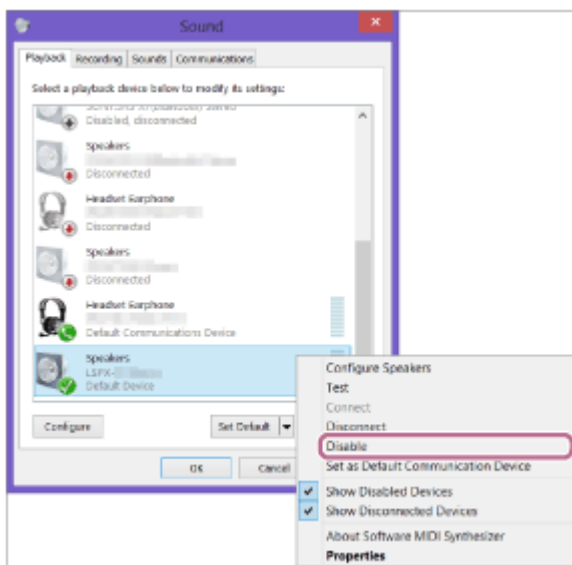 Sound
Playback Recording Sounds Communications
Select a playback device below to modify its settings:
Disabled, disconnected
Speakers
Disconnected
Headset Earphone
Disconnected
Speakers
Disconnected
Headset Earphone
Default Communications Device
Speakers
LSPX-
Default Device
Configure
Set Default
OK
Cancel
Configure Speakers
Test
Connect
Disconnect
Disable
Set as Default Communication Device
Show Disabled Devices
Show Disconnected Devices
About Software MIDI Synthesizer
Properties